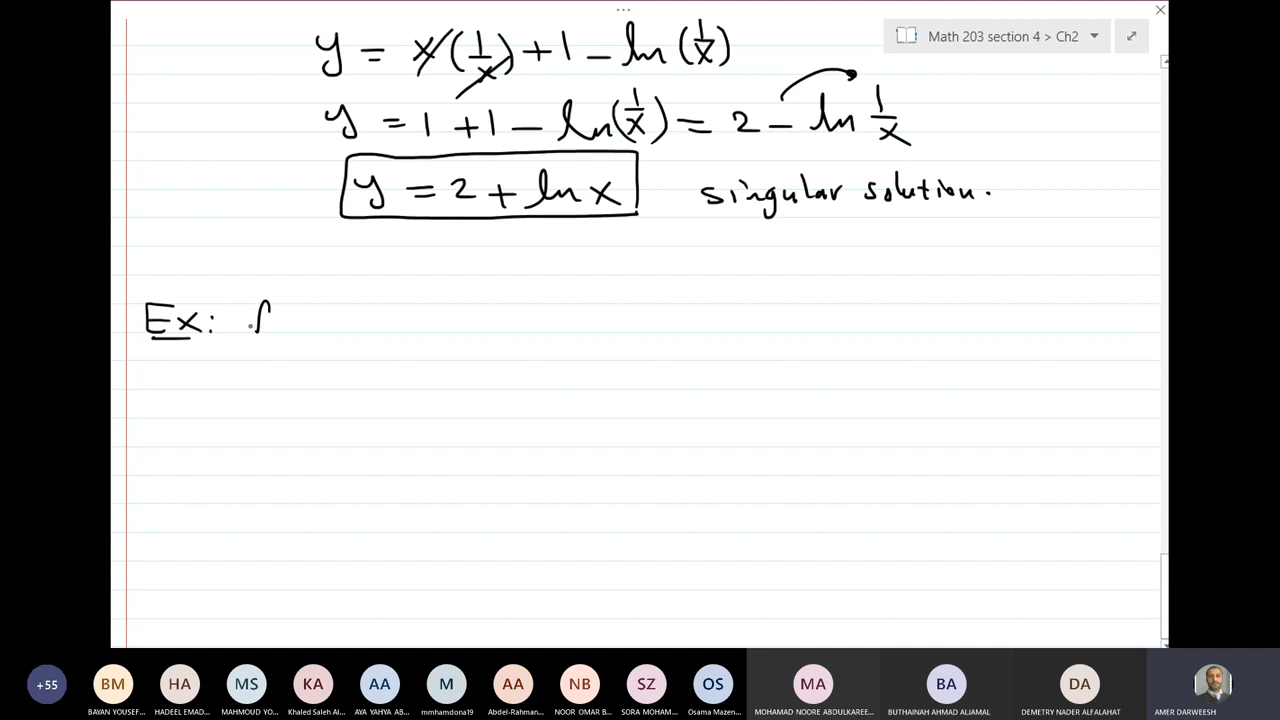 y = x(1/x) + 1 - ln(1/x)
Math 203 section 4 > Ch2
y = 1 + 1 - ln(1/x) = 2 - ln 1/x
y = 2 + ln x singular solution.
Ex:
+55 BM HA MS KA AA M AA NB SZ OS MA BA DA
BAYAN YOUSEF... HADEEL EMAD... MAHMOUD YO... Khaled Saleh Al... AYA YAHYA AB... mmhamdona19 Abdel-Rahman... NOOR OMAR B... SORA MOHAM... Osama Mazen... MOHAMAD NOORE ABDULKAREE... BUTHAINAH AHMAD ALJAMAL DEMETRY NADER ALFALAHAT AMER DARWEESH